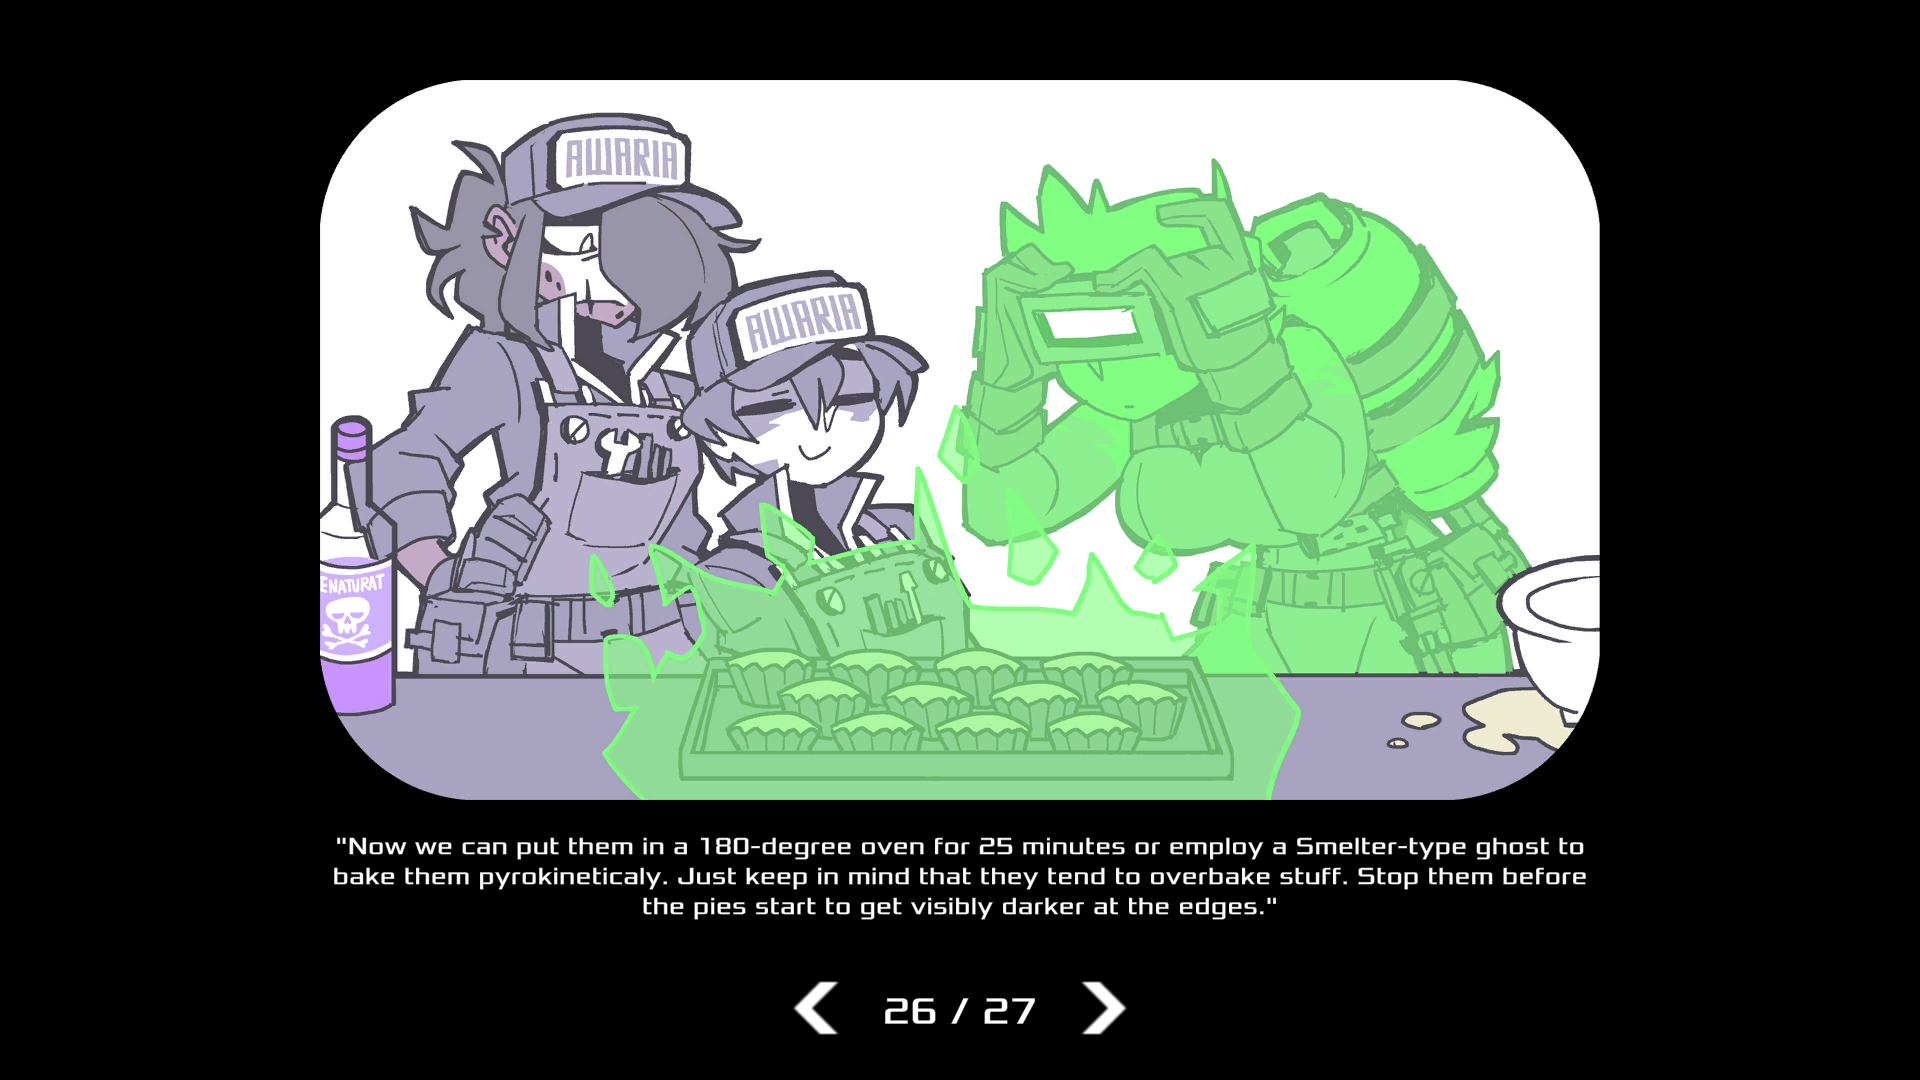 AWARIA
AWARIA
ENATURAT
"Now we can put them in a 180-degree oven for 25 minutes or employ a Smelter-type ghost to
bake them pyrokineticaly. Just keep in mind that they tend to overbake stuff. Stop them before
the pies start to get visibly darker at the edges."
26 / 27